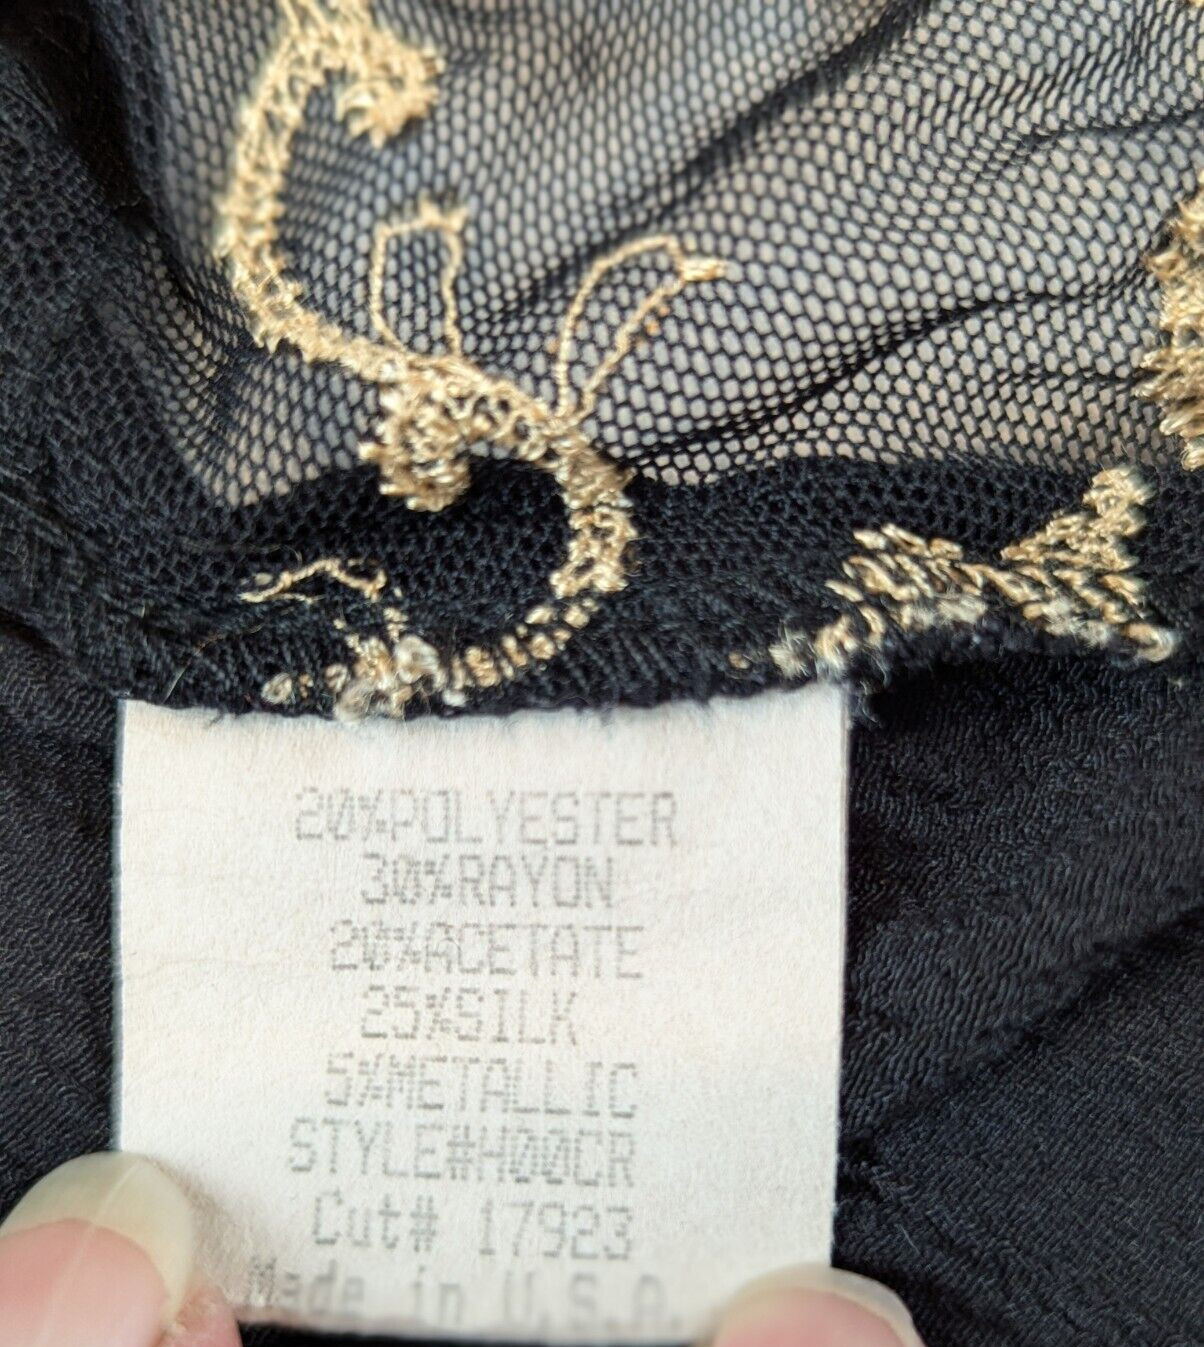 20%POLYESTER
30%RAYON
20%ACETATE
25%SILK
5%METALLIC
STYLE#H00CR
Cut# 17923
Made in U.S.A.